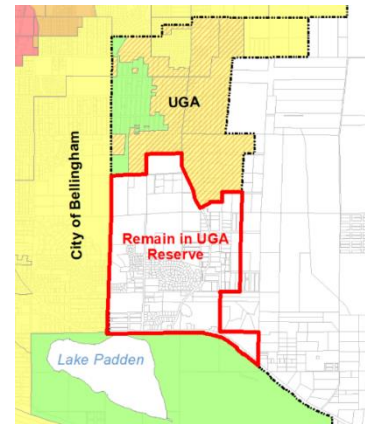 UGA
City of Bellingham
Remain in UGA
Reserve
Lake Padden